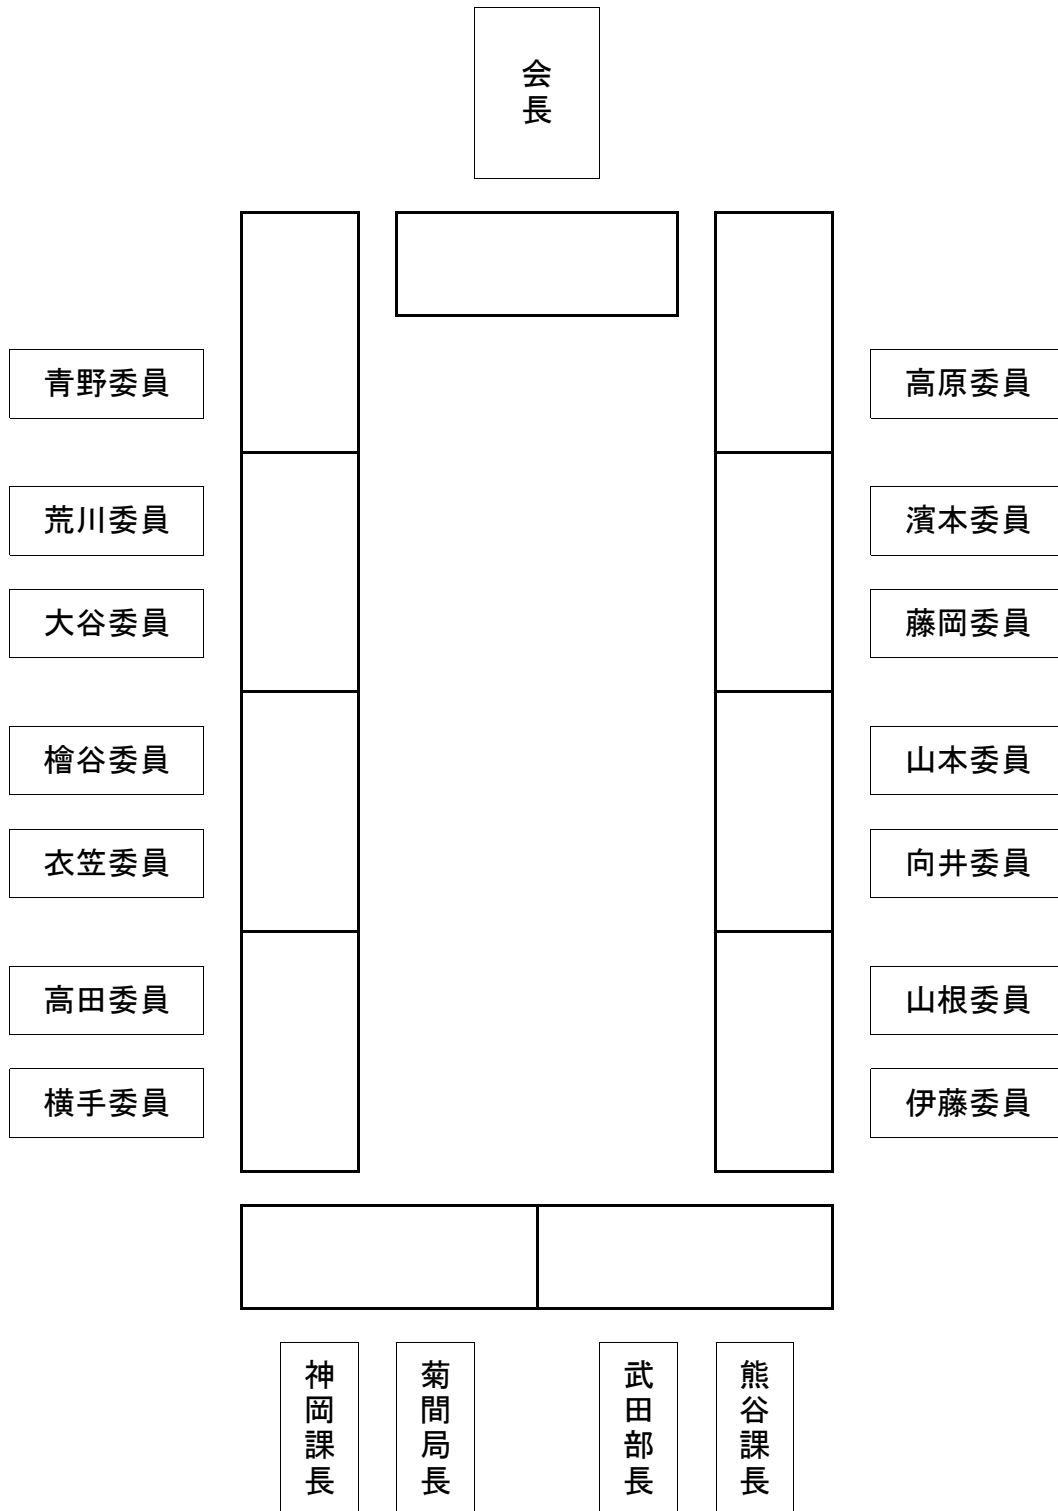 会長
青野委員
高原委員
荒川委員
濱本委員
大谷委員
藤岡委員
檜谷委員
山本委員
衣笠委員
向井委員
高田委員
山根委員
横手委員
伊藤委員
神岡課長
菊間局長
武田部長
熊谷課長